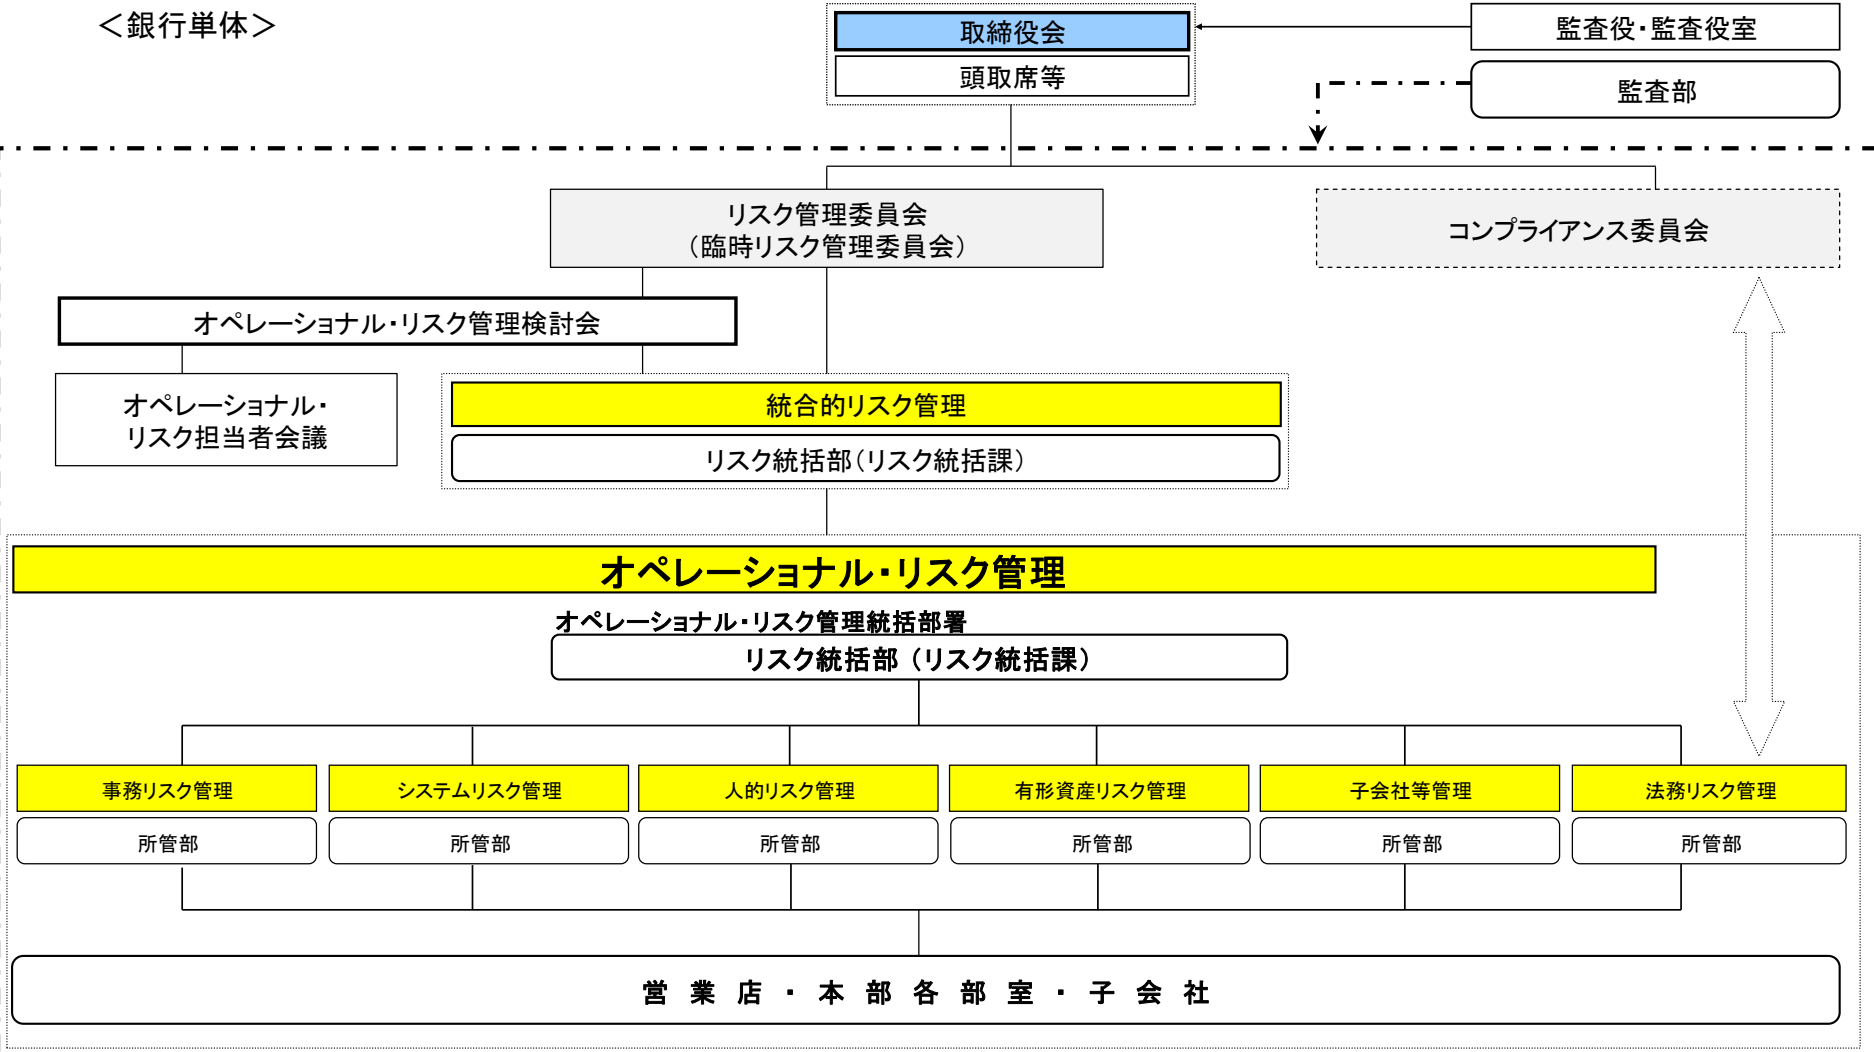 ＜銀行単体＞
取締役会
頭取席等
監査役・監査役室
監査部
リスク管理委員会
（臨時リスク管理委員会）
コンプライアンス委員会
オペレーショナル・リスク管理検討会
オペレーショナル・
リスク担当者会議
統合的リスク管理
リスク統括部（リスク統括課）
オペレーショナル・リスク管理
オペレーショナル・リスク管理統括部署
リスク統括部（リスク統括課）
事務リスク管理
システムリスク管理
人的リスク管理
有形資産リスク管理
子会社等管理
法務リスク管理
所管部
所管部
所管部
所管部
所管部
所管部
営業店・本部各部室・子会社